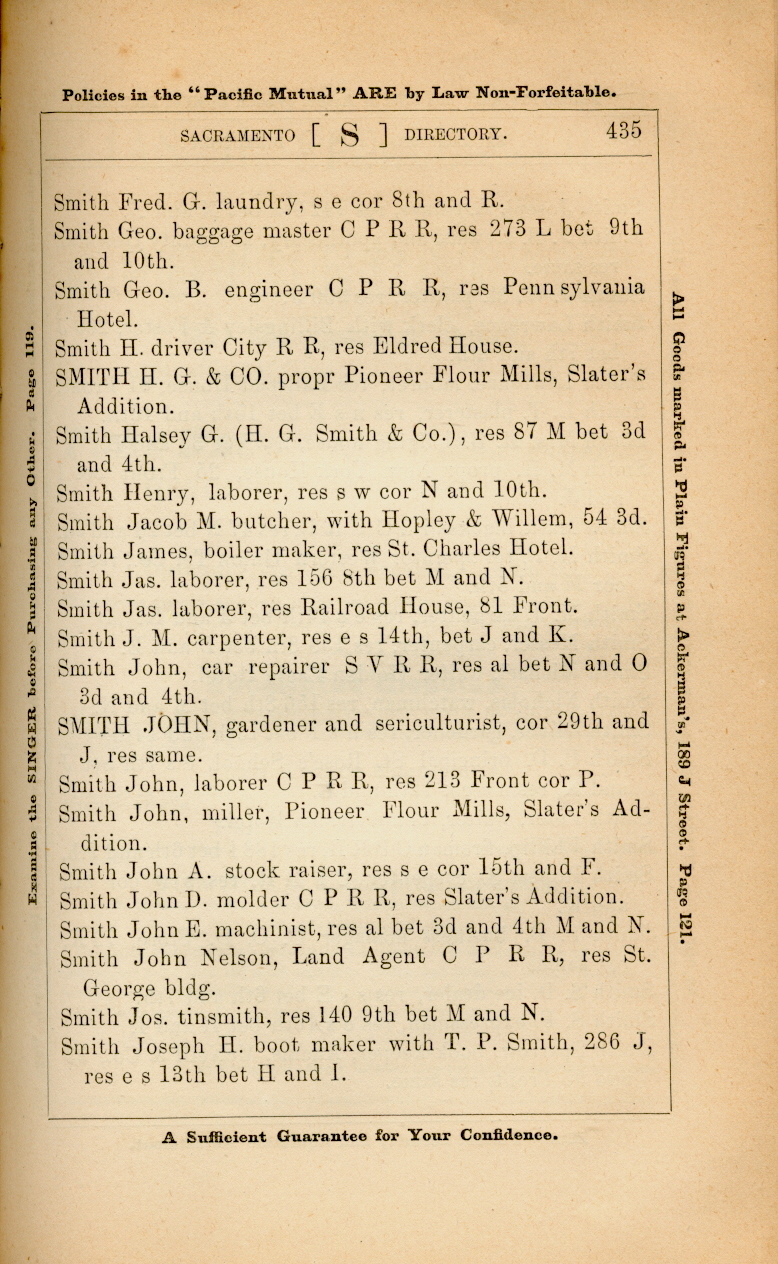 Policies in the "Pacific Mutual" ARE by Law Non-Forfeitable.
SACRAMENTO [ S ] DIRECTORY. 435
Smith Fred. G. laundry, s e cor 8th and R.
Smith Geo. baggage master C P R R, res 273 L bet 9th
and 10th.
Smith Geo. B. engineer C P R R, res Pennsylvania
Hotel.
Smith H. driver City R R, res Eldred House.
SMITH H. G. & CO. propr Pioneer Flour Mills, Slater's
Addition.
Smith Halsey G. (H. G. Smith & Co.), res 87 M bet 3d
and 4th.
Smith Henry, laborer, res s w cor N and 10th.
Smith Jacob M. butcher, with Hopley & Willem, 54 3d.
Smith James, boiler maker, res St. Charles Hotel.
Smith Jas. laborer, res 156 8th bet M and N.
Smith Jas. laborer, res Railroad House, 81 Front.
Smith J. M. carpenter, res e s 14th, bet J and K.
Smith John, car repairer S V R R, res al bet N and O
3d and 4th.
SMITH JOHN, gardener and sericulturist, cor 29th and
J, res same.
Smith John, laborer C P R R, res 213 Front cor P.
Smith John, miller, Pioneer Flour Mills, Slater's Ad-
dition.
Smith John A. stock raiser, res s e cor 15th and F.
Smith John D. molder C P R R, res Slater's Addition.
Smith John E. machinist, res al bet 3d and 4th M and N.
Smith John Nelson, Land Agent C P R R, res St.
George bldg.
Smith Jos. tinsmith, res 140 9th bet M and N.
Smith Joseph H. boot maker with T. P. Smith, 286 J,
res e s 13th bet H and I.
A Sufficient Guarantee for Your Confidence.
Examine the SINGER before Purchasing any Other. Page 119.
All Goods marked in Plain Figures at Ackerman's, 189 J Street. Page 121.